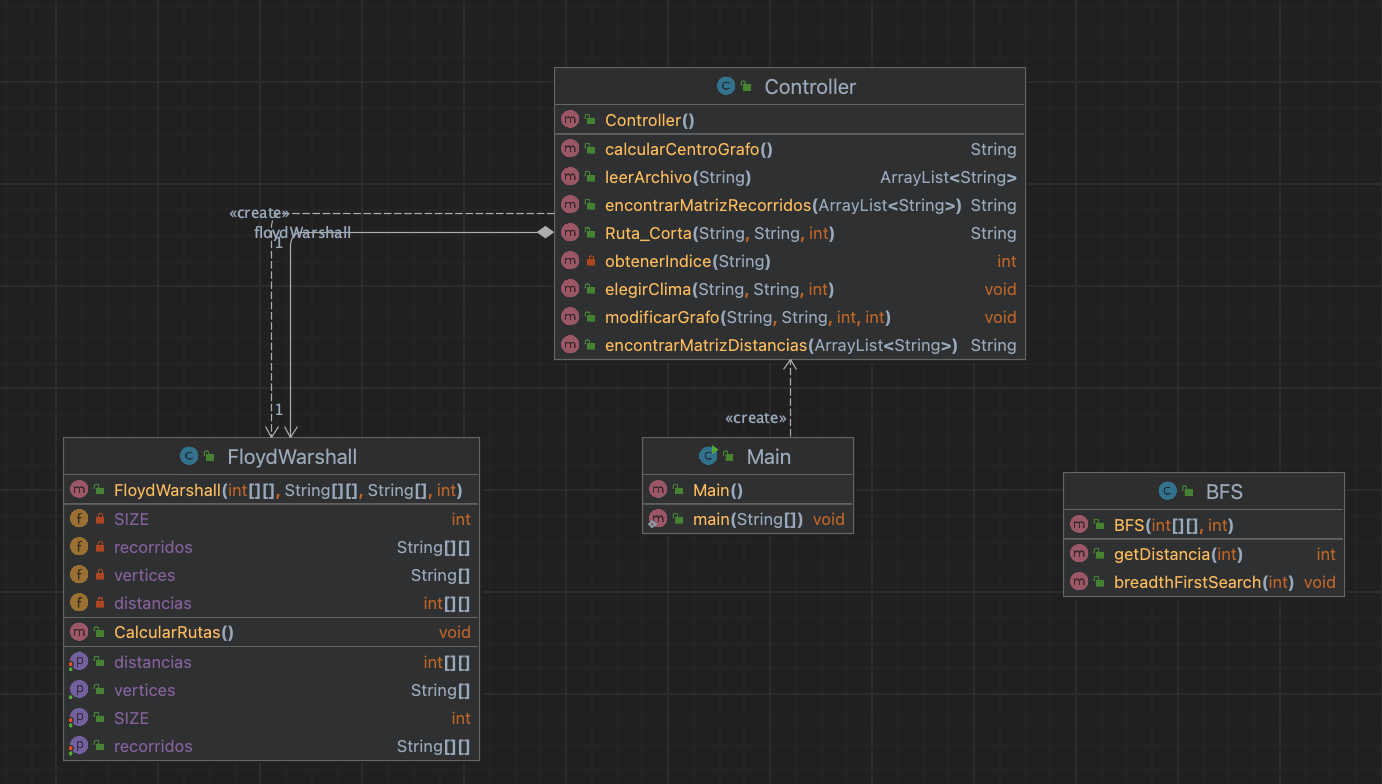 Controller
Controller()
calcularCentroGrafo() String
leerArchivo(String) ArrayList<String>
encontrarMatrizRecorridos(ArrayList<String>) String
Ruta_Corta(String, String, int) String
obtenerIndice(String) int
elegirClima(String, String, int) void
modificarGrafo(String, String, int, int) void
encontrarMatrizDistancias(ArrayList<String>) String
«create»
floydWarshall
1
1
«create»
FloydWarshall
FloydWarshall(int[][], String[][], String[], int)
SIZE int
recorridos String[][]
vertices String[]
distancias int[][]
CalcularRutas() void
distancias int[][]
vertices String[]
SIZE int
recorridos String[][]
Main
Main()
main(String[]) void
BFS
BFS(int[][], int)
getDistancia(int) int
breadthFirstSearch(int) void